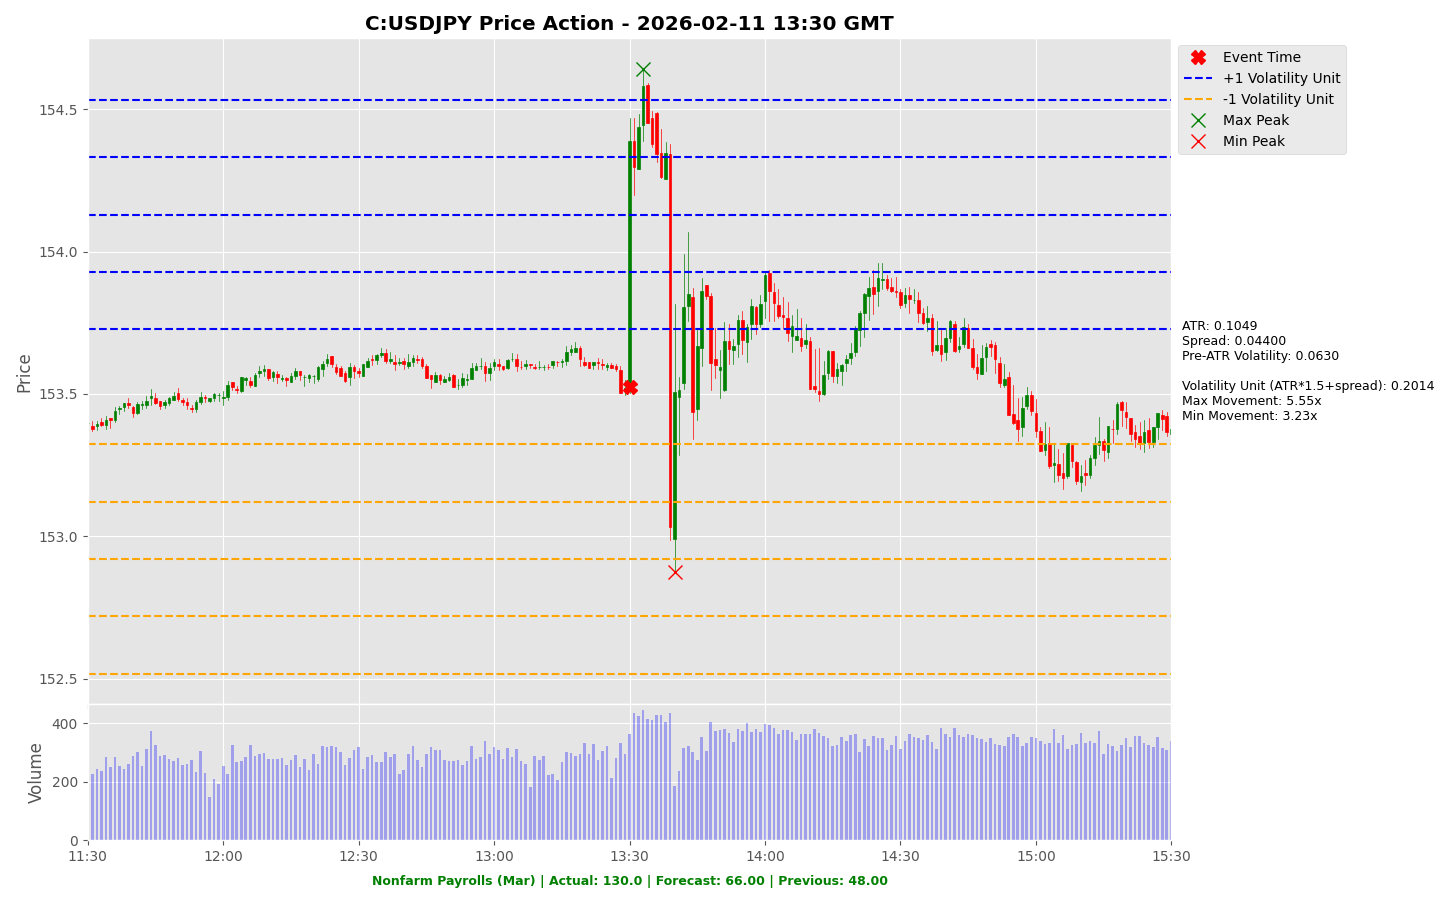 C:USDJPY Price Action - 2026-02-11 13:30 GMT
Event Time
+1 Volatility Unit
-1 Volatility Unit
Max Peak
Min Peak
Price
154.5
154.0
153.5
153.0
152.5
ATR: 0.1049
Spread: 0.04400
Pre-ATR Volatility: 0.0630
Volatility Unit (ATR*1.5+spread): 0.2014
Max Movement: 5.55x
Min Movement: 3.23x
Volume
400
200
0
11:30 12:00 12:30 13:00 13:30 14:00 14:30 15:00 15:30
Nonfarm Payrolls (Mar) | Actual: 130.0 | Forecast: 66.00 | Previous: 48.00